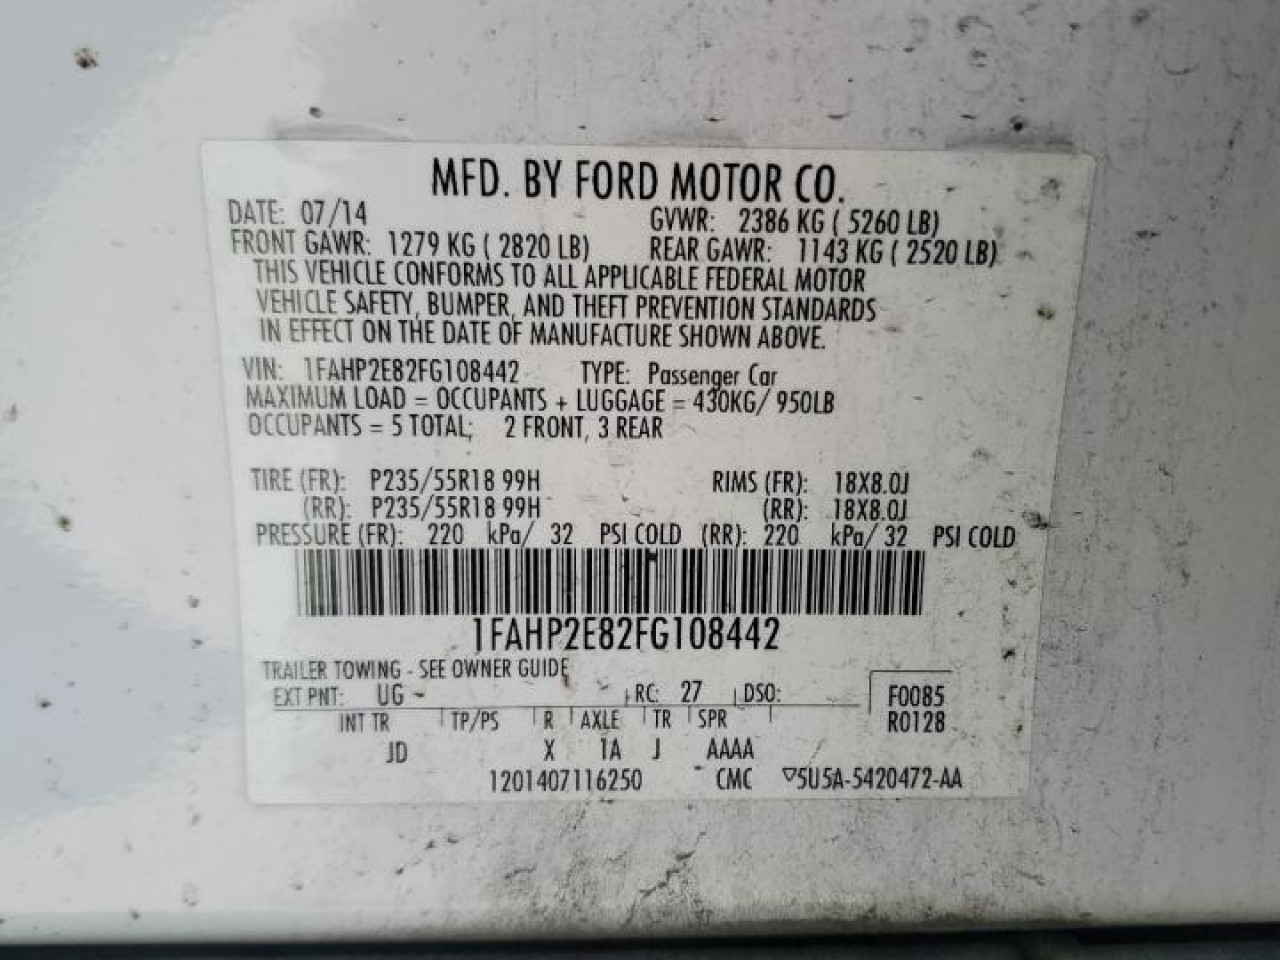 MFD. BY FORD MOTOR CO.
DATE: 07/14 GVWR: 2386 KG ( 5260 LB)
FRONT GAWR: 1279 KG ( 2820 LB) REAR GAWR: 1143 KG ( 2520 LB)
THIS VEHICLE CONFORMS TO ALL APPLICABLE FEDERAL MOTOR
VEHICLE SAFETY, BUMPER, AND THEFT PREVENTION STANDARDS
IN EFFECT ON THE DATE OF MANUFACTURE SHOWN ABOVE.
VIN: 1FAHP2E82FG108442 TYPE: Passenger Car
MAXIMUM LOAD = OCCUPANTS + LUGGAGE = 430KG/ 950LB
OCCUPANTS = 5 TOTAL; 2 FRONT, 3 REAR
TIRE (FR): P235/55R18 99H RIMS (FR): 18X8.0J
(RR): P235/55R18 99H (RR): 18X8.0J
PRESSURE (FR): 220 kPa/ 32 PSI COLD (RR): 220 kPa/ 32 PSI COLD
1FAHP2E82FG108442
TRAILER TOWING - SEE OWNER GUIDE
EXT PNT: UG RC: 27 DSO: F0085
INT TR TP/PS R AXLE TR SPR R0128
JD X 1A J AAAA
1201407116250 CMC ▽5U5A-5420472-AA